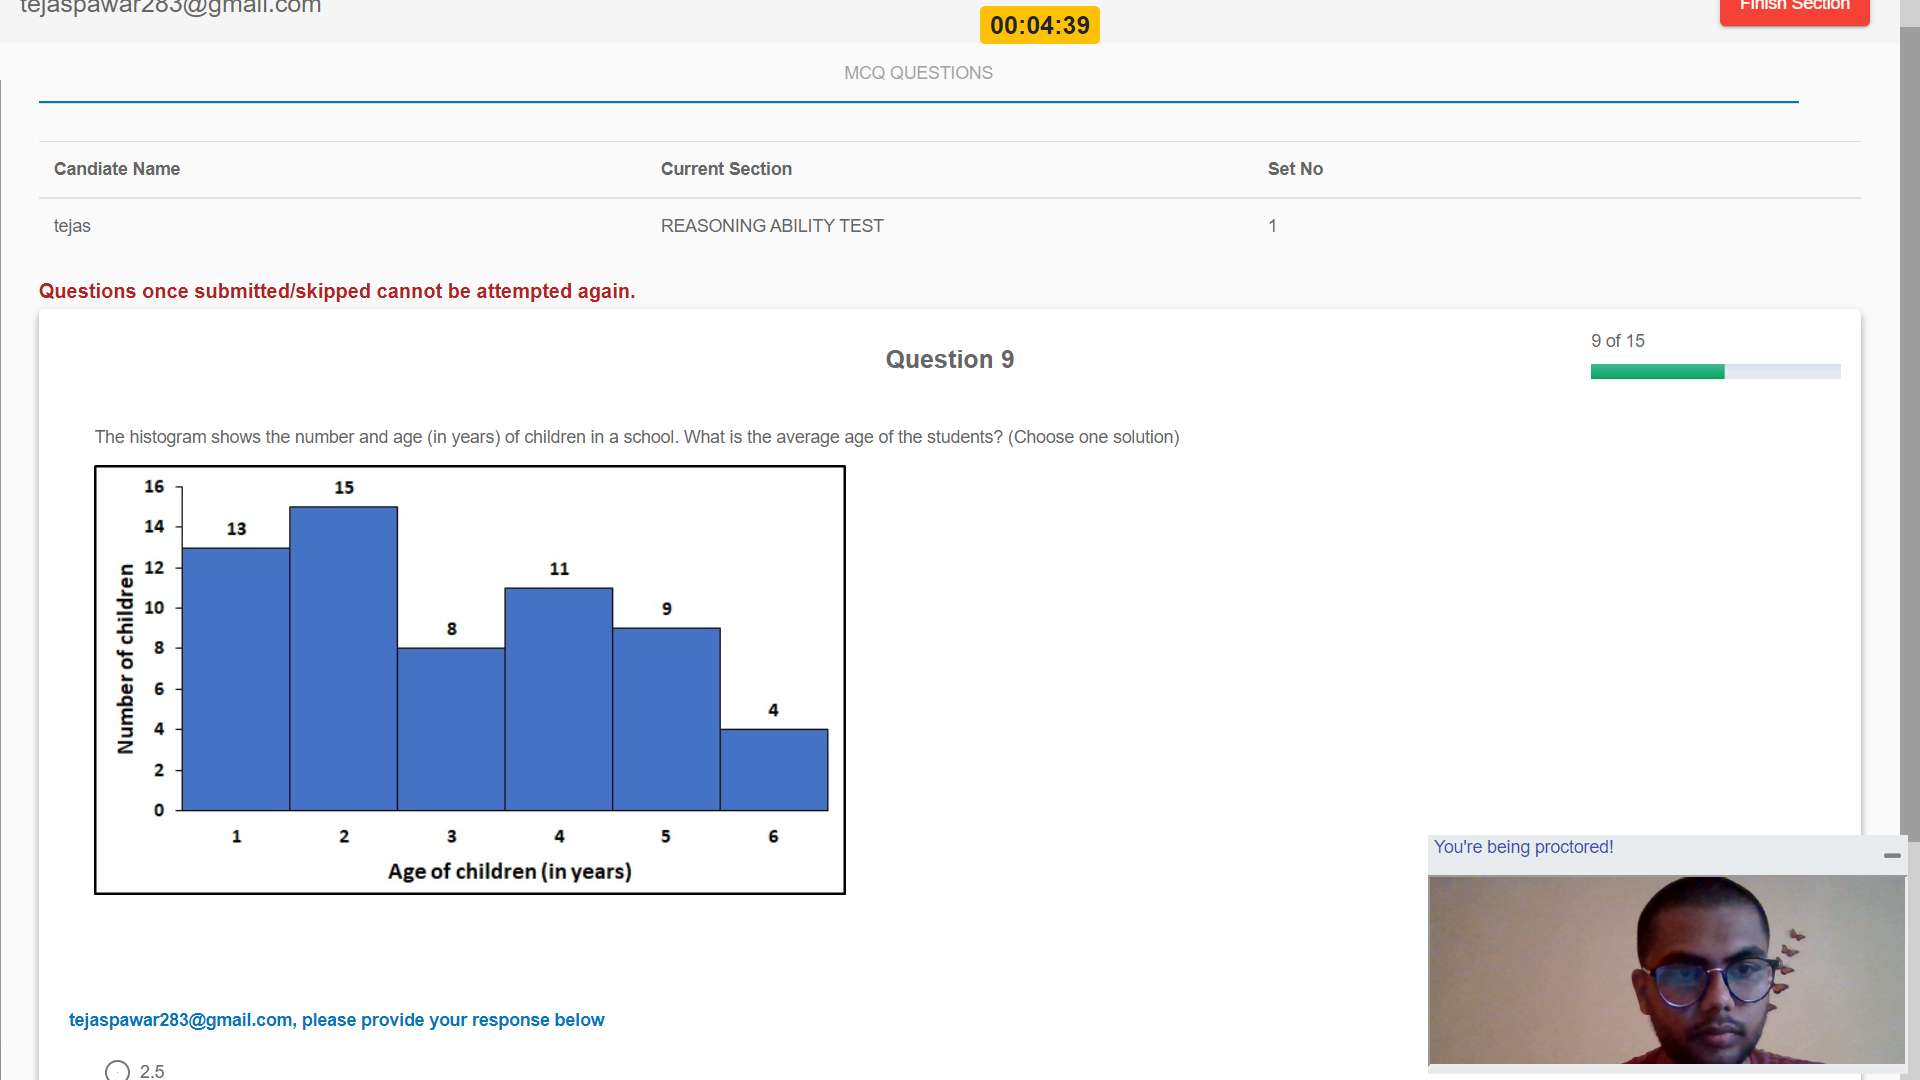 tejaspawar283@gmail.com
00:04:39
Finish Section
MCQ QUESTIONS
Candiate Name Current Section Set No
tejas REASONING ABILITY TEST 1
Questions once submitted/skipped cannot be attempted again.
9 of 15
Question 9
The histogram shows the number and age (in years) of children in a school. What is the average age of the students? (Choose one solution)
16
14
12
10
8
6
4
2
0
Number of children
13
15
8
11
9
4
1 2 3 4 5 6
Age of children (in years)
You're being proctored!
tejaspawar283@gmail.com, please provide your response below
2.5